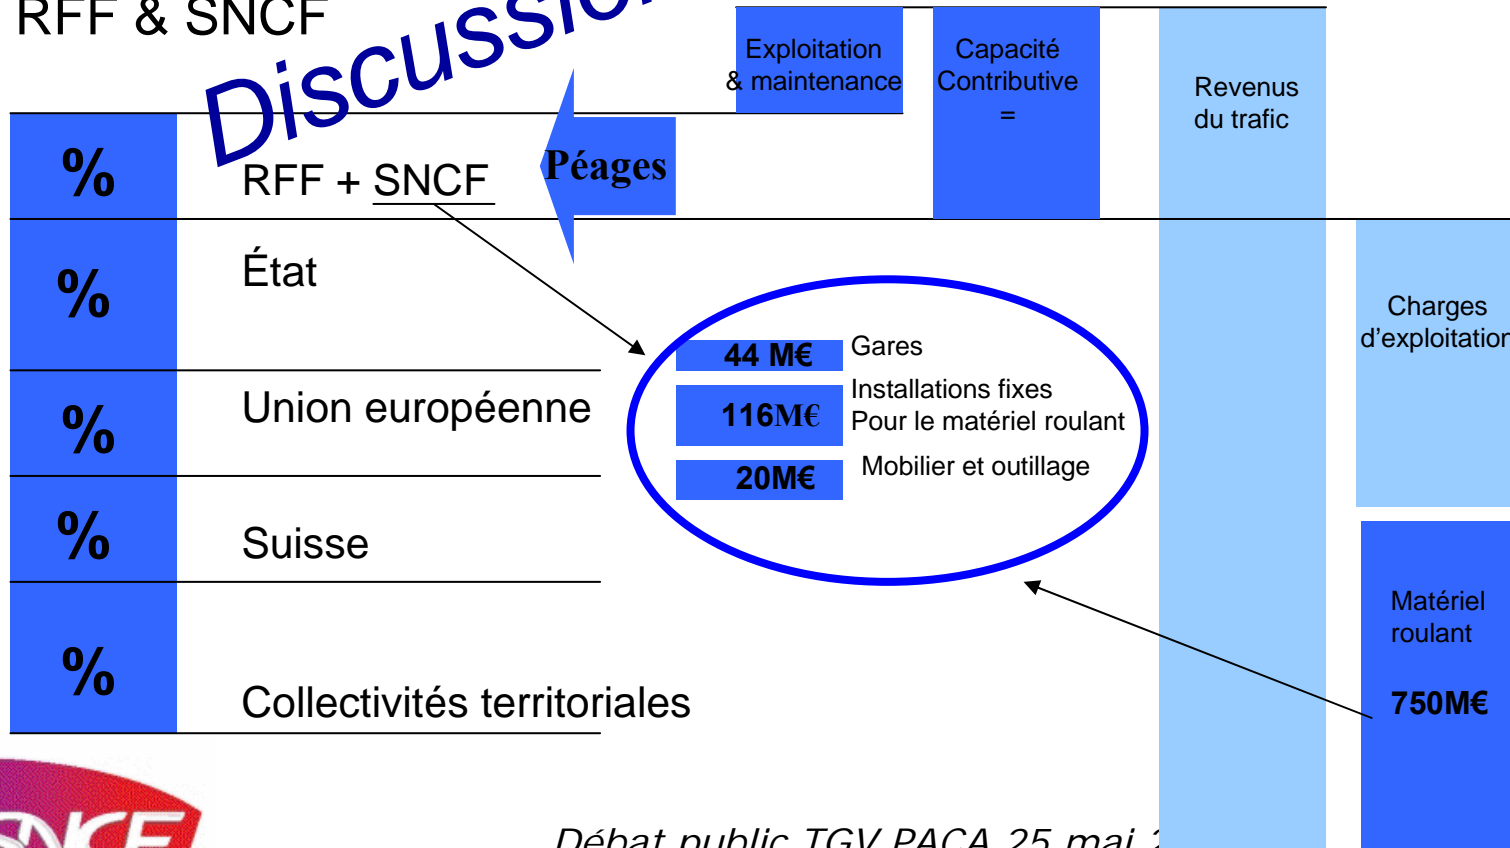 RFF & SNCF
Discussio
Exploitation
& maintenance
Capacité
Contributive
=
Revenus
du trafic
%
RFF + SNCF
Péages
%
État
Charges
d'exploitation
44 M€
Gares
%
Union européenne
116M€
Installations fixes
Pour le matériel roulant
20M€
Mobilier et outillage
%
Suisse
Matériel
roulant
750M€
%
Collectivités territoriales
SNCF
Débat public TGV PACA 25 mai